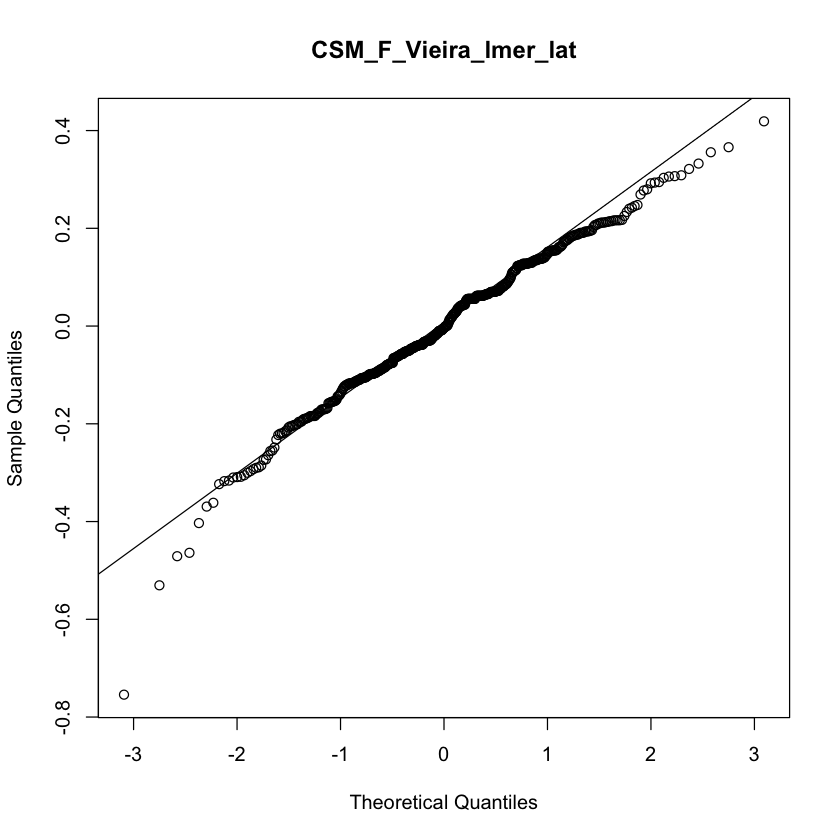 CSM_F_Vieira_lmer_lat
0.4
0.2
0.0
-0.2
-0.4
-0.6
-0.8
Sample Quantiles
-3 -2 -1 0 1 2 3
Theoretical Quantiles